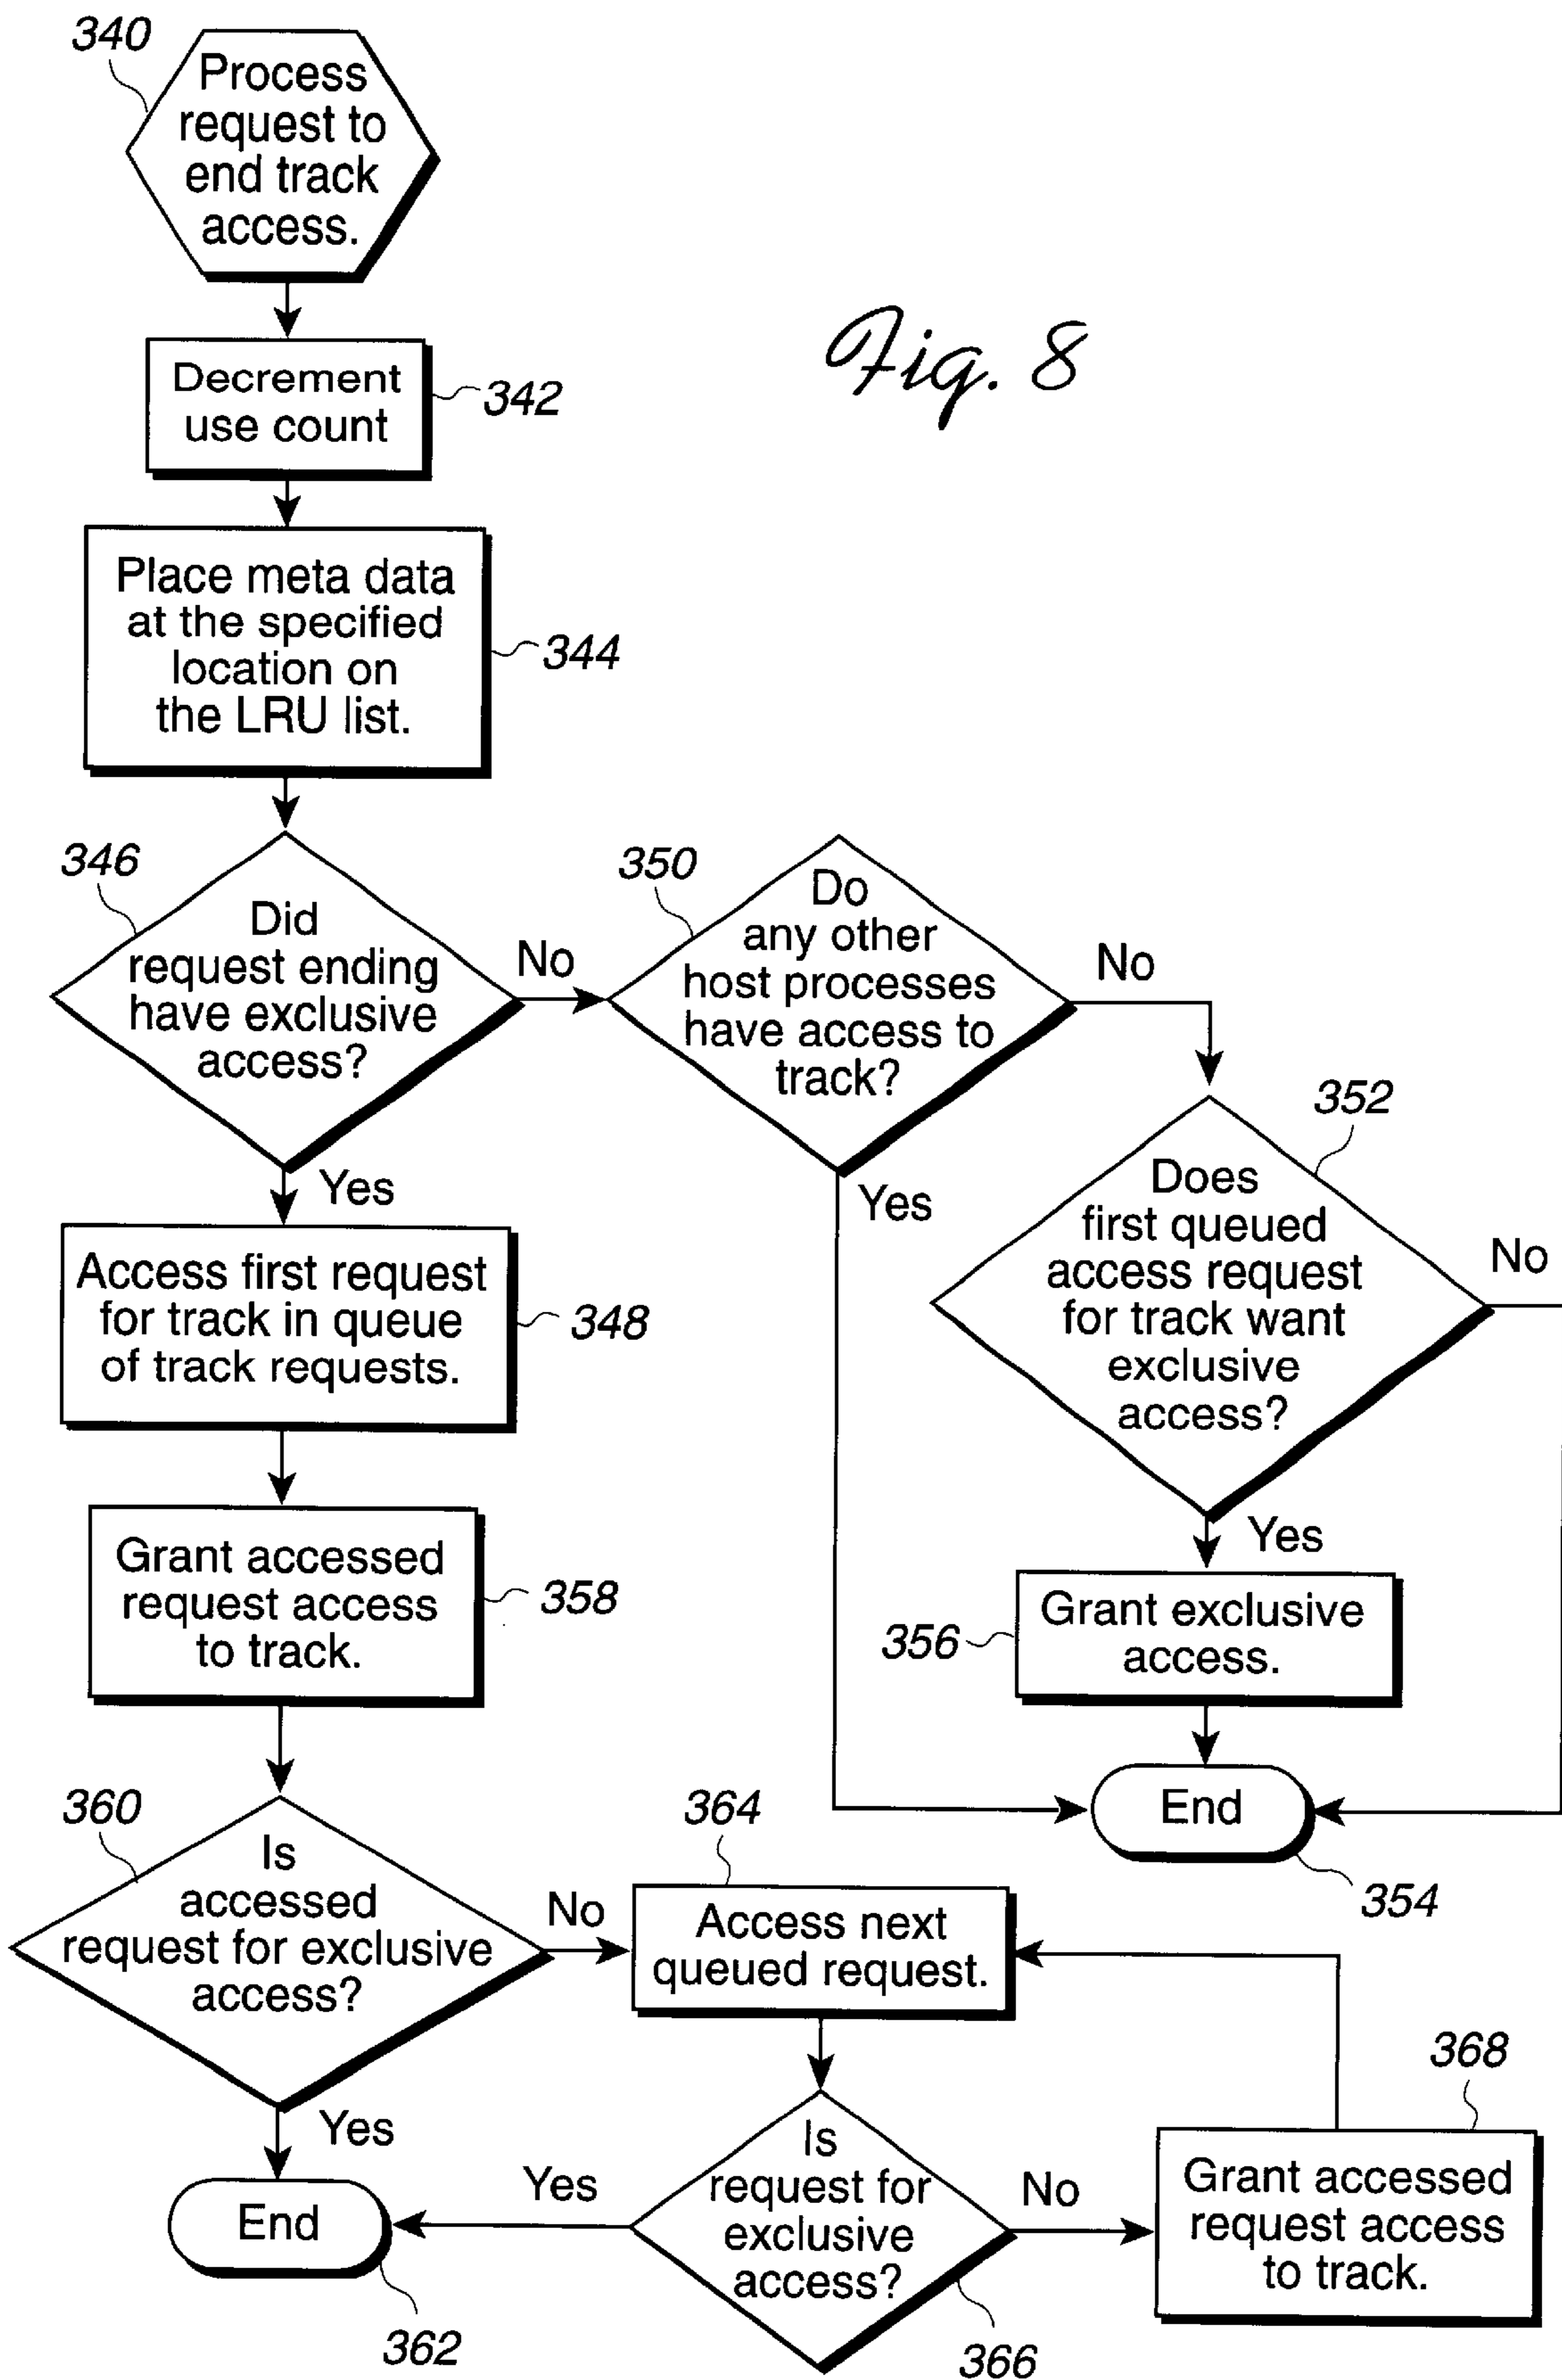 340
Process
request to
end track
access.
Fig. 8
Decrement
use count
342
Place meta data
at the specified
location on
the LRU list.
344
346
Did
request ending
have exclusive
access?
No
Yes
350
Do
any other
host processes
have access to
track?
No
Yes
352
Does
first queued
access request
for track want
exclusive
access?
No
Yes
Access first request
for track in queue
of track requests.
348
Grant accessed
request access
to track.
358
356
Grant exclusive
access.
End
354
360
Is
accessed
request for exclusive
access?
No
Yes
364
Access next
queued request.
End
362
Is
request for
exclusive
access?
Yes
No
366
368
Grant accessed
request access
to track.